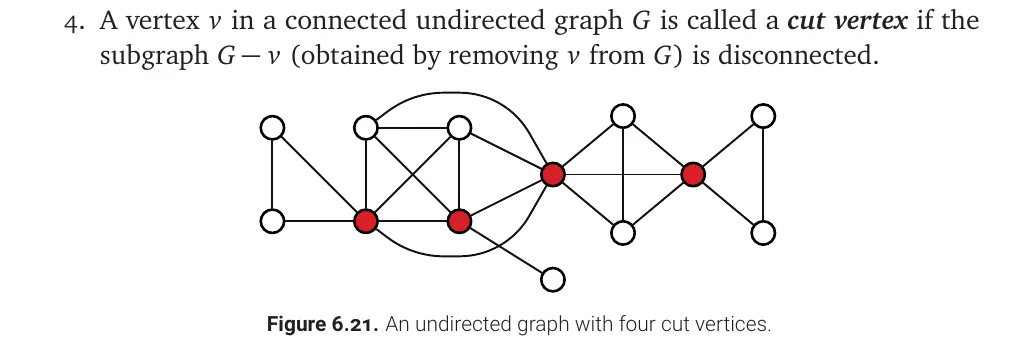 4. A vertex v in a connected undirected graph G is called a cut vertex if the
subgraph G − v (obtained by removing v from G) is disconnected.
Figure 6.21. An undirected graph with four cut vertices.